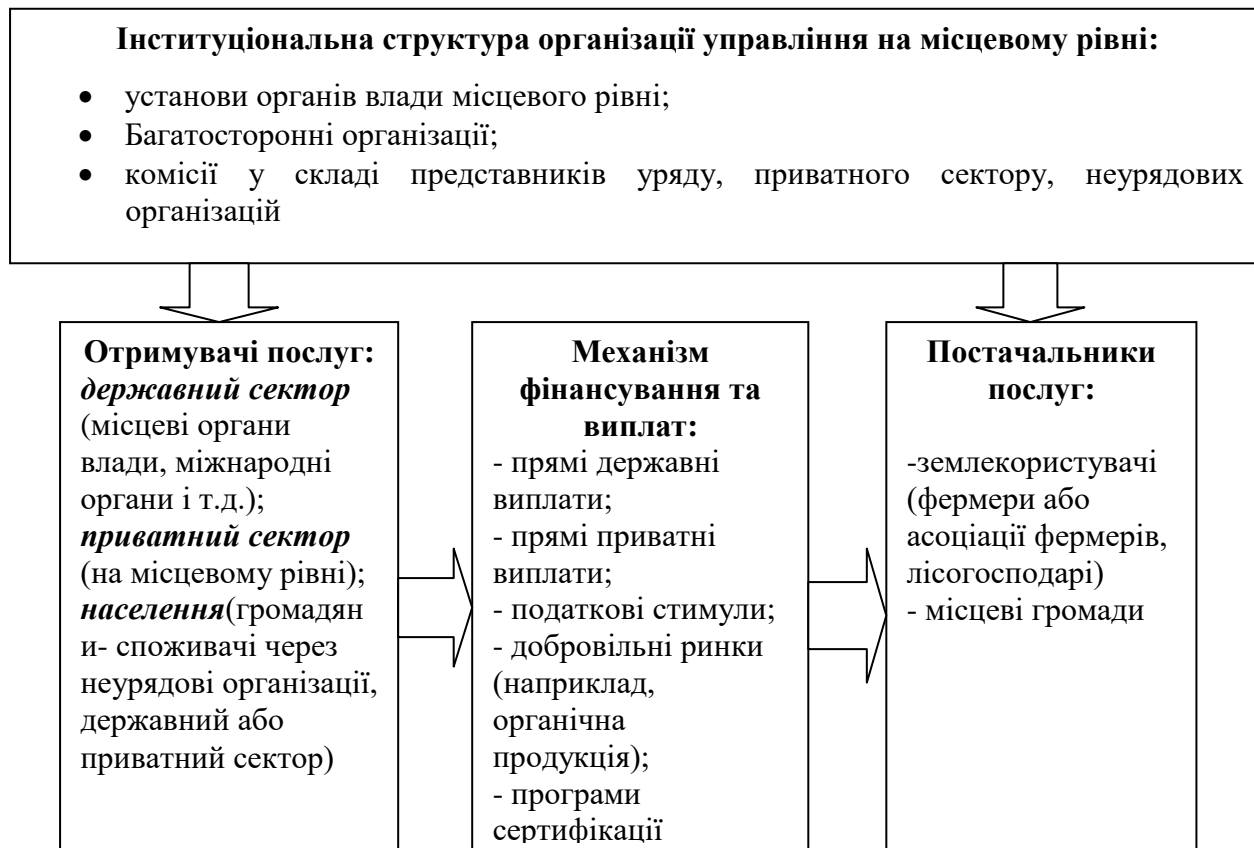 Інституціональна структура організації управління на місцевому рівні:
• установи органів влади місцевого рівні;
• Багатосторонні організації;
• комісії у складі представників уряду, приватного сектору, неурядових
організацій
Отримувачі послуг:
державний сектор
(місцеві органи
влади, міжнародні
органи і т.д.);
приватний сектор
(на місцевому рівні);
населення(громадян
и- споживачі через
неурядові організації,
державний або
приватний сектор)
Механізм
фінансування та
виплат:
- прямі державні
виплати;
- прямі приватні
виплати;
- податкові стимули;
- добровільні ринки
(наприклад,
органічна
продукція);
- програми
сертифікації
Постачальники
послуг:
-землекористувачі
(фермери або
асоціації фермерів,
лісогосподарі)
- місцеві громади